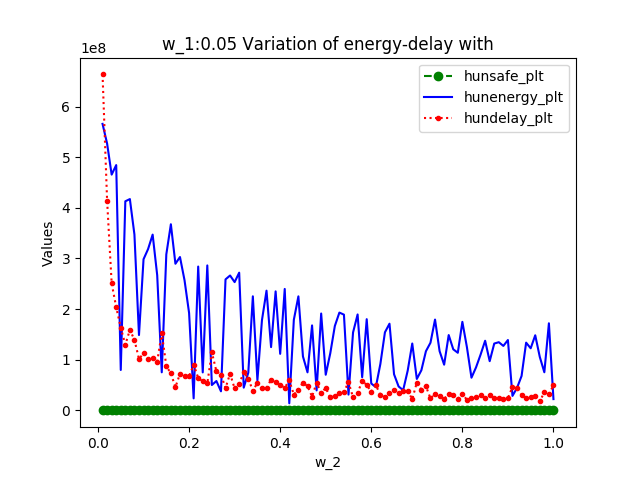 w_1:0.05 Variation of energy-delay with
1e8
hunsafe_plt
hunenergy_plt
hundelay_plt
Values
6
5
4
3
2
1
0
0.0 0.2 0.4 0.6 0.8 1.0
w_2